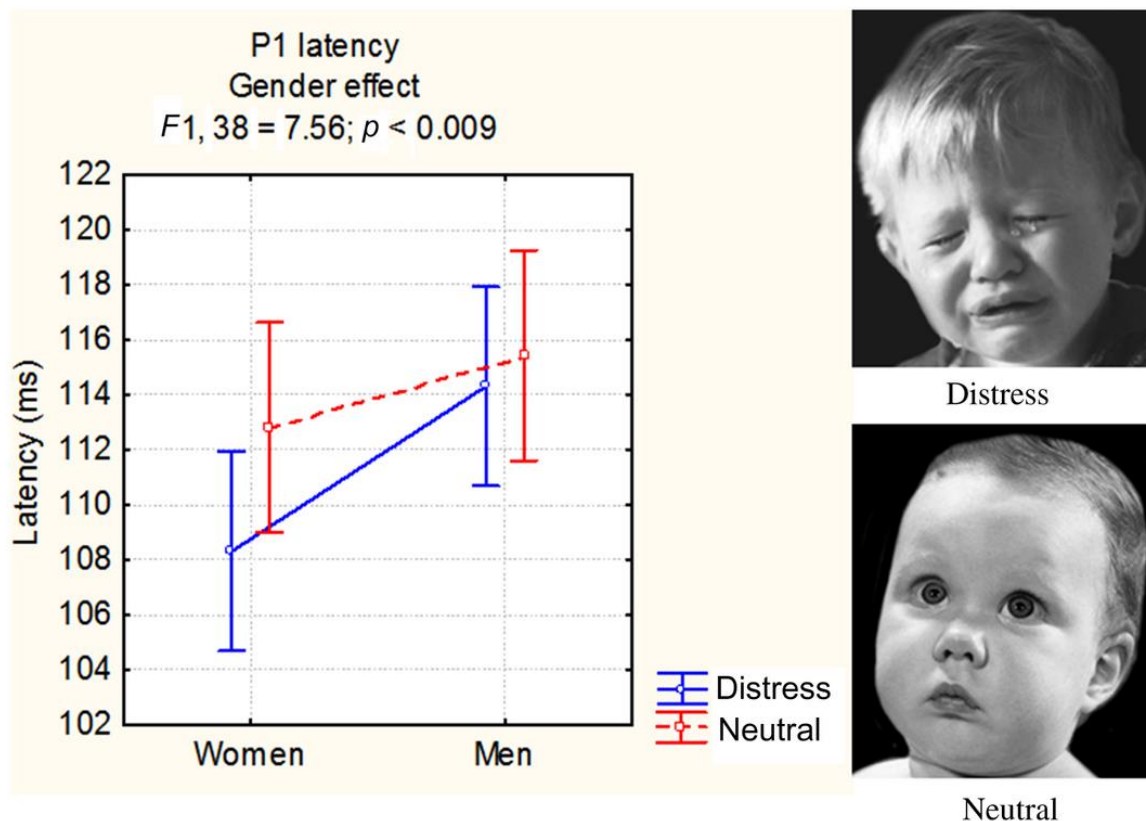 P1 latency
Gender effect
F1, 38 = 7.56; p < 0.009
122
120
118
116
114
112
110
108
106
104
102
Latency (ms)
Women Men
Distress
Neutral
Distress
Neutral